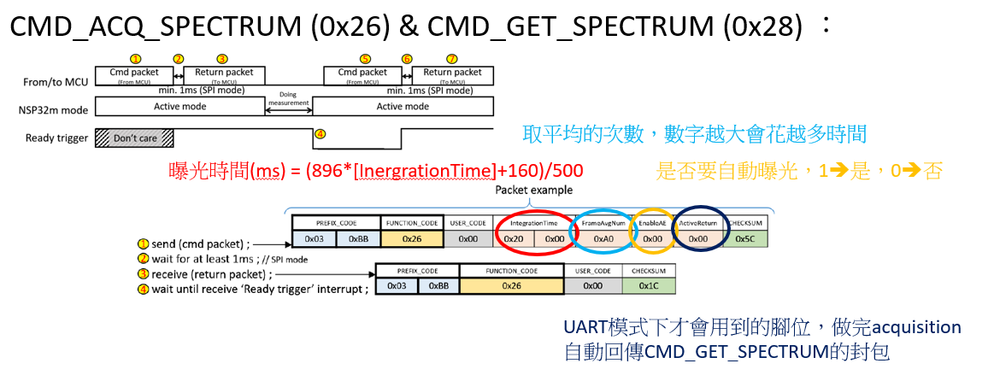 CMD_ACQ_SPECTRUM (0x26) & CMD_GET_SPECTRUM (0x28) ：
1 2 3 5 6 7
Cmd packet Return packet Cmd packet Return packet
From/to MCU (From MCU) (To MCU) (From MCU) (To MCU)
min. 1ms (SPI mode) Doing measurement min. 1ms (SPI mode)
NSP32m mode Active mode Active mode
Ready trigger Don't care 4
取平均的次數，數字越大會花越多時間
曝光時間(ms) = (896*[InergrationTime]+160)/500
是否要自動曝光，1➔是，0➔否
Packet example
PREFIX_CODE FUNCTION_CODE USER_CODE IntegrationTime FrameAvgNum EnableAE ActiveReturn CHECKSUM
0x03 0xBB 0x26 0x00 0x20 0x00 0xA0 0x00 0x00 0x5C
1 send (cmd packet) ;
2 wait for at least 1ms ; // SPI mode
3 receive (return packet) ;
4 wait until receive 'Ready trigger' interrupt ;
PREFIX_CODE FUNCTION_CODE USER_CODE CHECKSUM
0x03 0xBB 0x26 0x00 0x1C
UART模式下才會用到的腳位，做完acquisition
自動回傳CMD_GET_SPECTRUM的封包